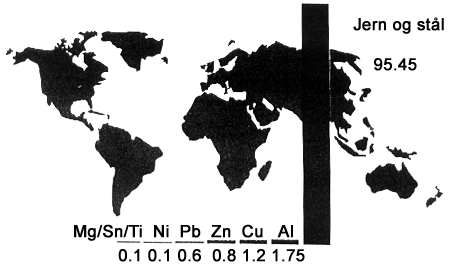 Jern og stål
95.45
Mg/Sn/Ti Ni Pb Zn Cu Al
0.1 0.1 0.6 0.8 1.2 1.75